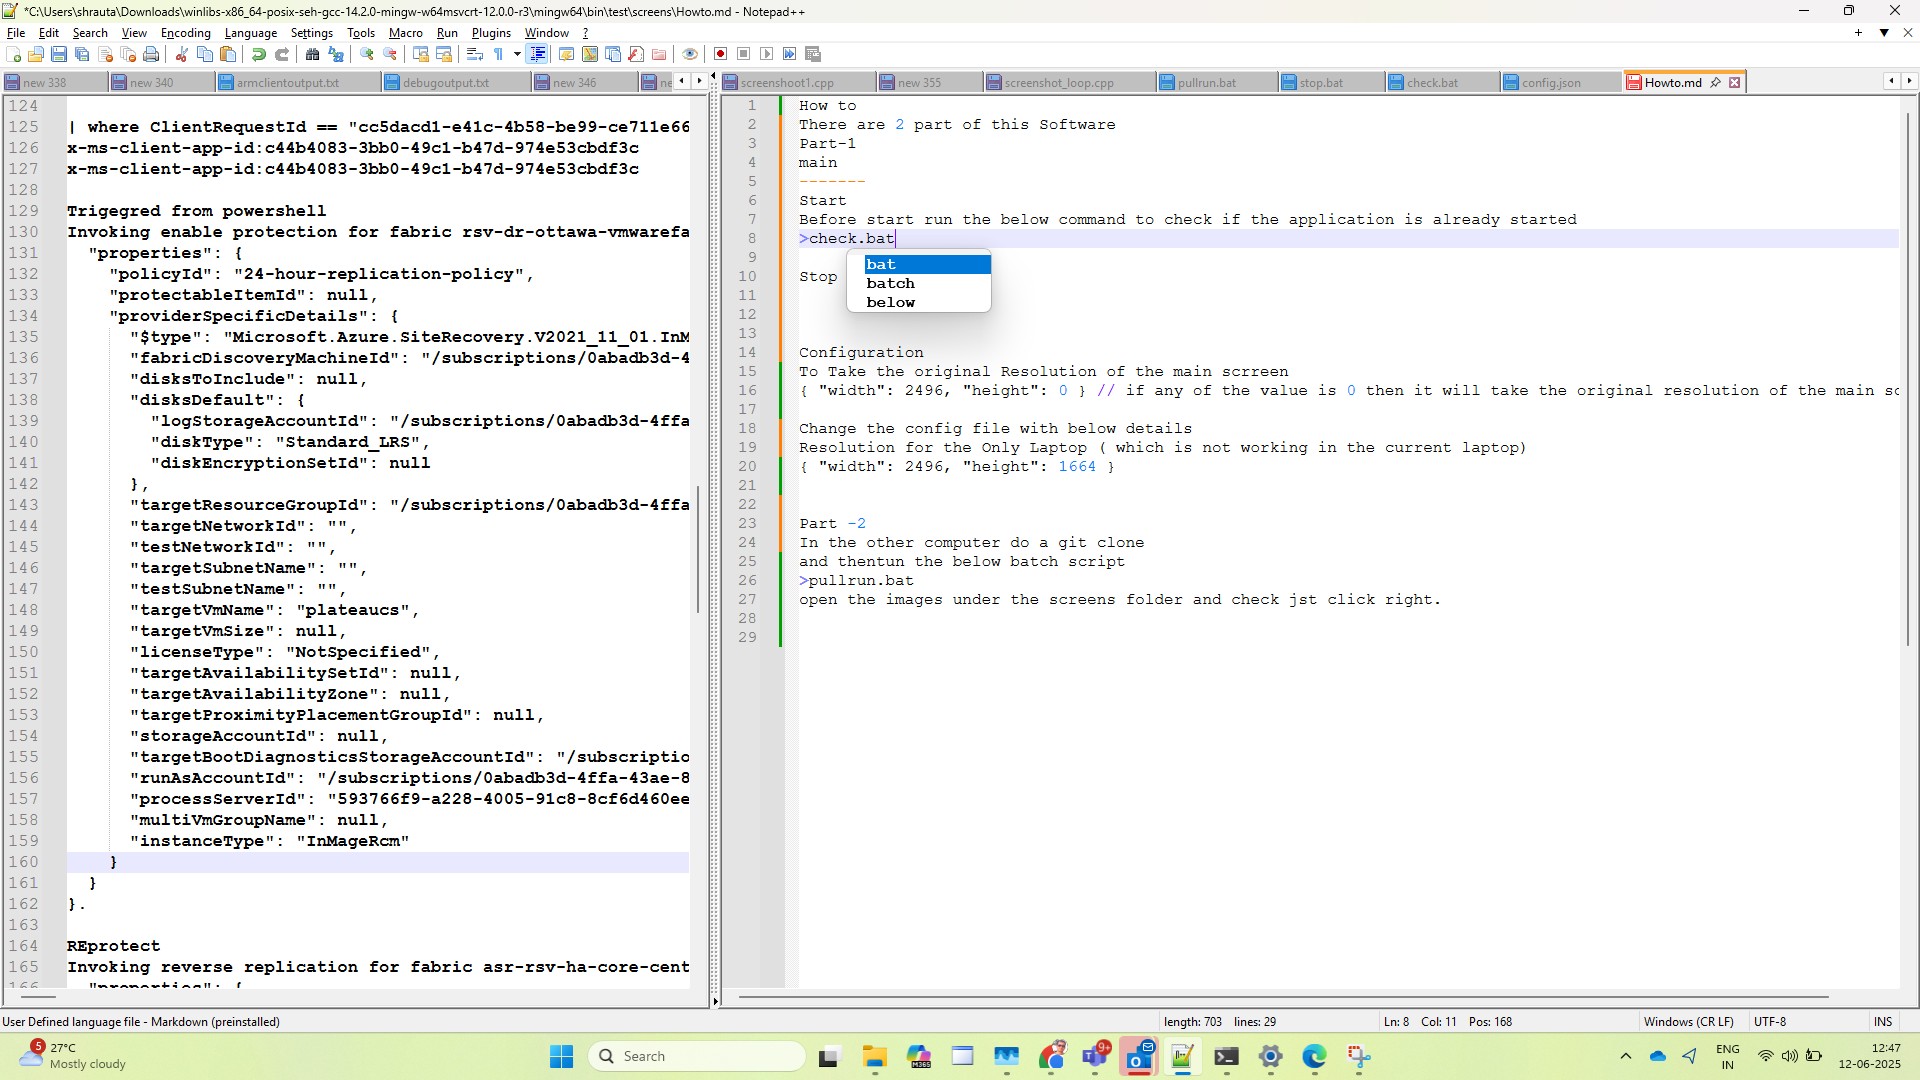 *C:\Users\shrauta\Downloads\winlibs-x86_64-posix-seh-gcc-14.2.0-mingw-w64msvcrt-12.0.0-r3\mingw64\bin\test\screens\Howto.md - Notepad++
File Edit Search View Encoding Language Settings Tools Macro Run Plugins Window ?
new 338 new 340 armclientoutput.txt debugoutput.txt new 346 ne screenshoot1.cpp new 355 screenshot_loop.cpp pullrun.bat stop.bat check.bat config.json Howto.md
124
125 | where ClientRequestId == "cc5dacd1-e41c-4b58-be99-ce711e66
126 x-ms-client-app-id:c44b4083-3bb0-49c1-b47d-974e53cbdf3c
127 x-ms-client-app-id:c44b4083-3bb0-49c1-b47d-974e53cbdf3c
128
129 Trigegred from powershell
130 Invoking enable protection for fabric rsv-dr-ottawa-vmwarefa
131 "properties": {
132 "policyId": "24-hour-replication-policy",
133 "protectableItemId": null,
134 "providerSpecificDetails": {
135 "$type": "Microsoft.Azure.SiteRecovery.V2021_11_01.InM
136 "fabricDiscoveryMachineId": "/subscriptions/0abadb3d-4
137 "disksToInclude": null,
138 "disksDefault": {
139 "logStorageAccountId": "/subscriptions/0abadb3d-4ffa
140 "diskType": "Standard_LRS",
141 "diskEncryptionSetId": null
142 },
143 "targetResourceGroupId": "/subscriptions/0abadb3d-4ffa
144 "targetNetworkId": "",
145 "testNetworkId": "",
146 "targetSubnetName": "",
147 "testSubnetName": "",
148 "targetVmName": "plateaucs",
149 "targetVmSize": null,
150 "licenseType": "NotSpecified",
151 "targetAvailabilitySetId": null,
152 "targetAvailabilityZone": null,
153 "targetProximityPlacementGroupId": null,
154 "storageAccountId": null,
155 "targetBootDiagnosticsStorageAccountId": "/subscriptio
156 "runAsAccountId": "/subscriptions/0abadb3d-4ffa-43ae-8
157 "processServerId": "593766f9-a228-4005-91c8-8cf6d460ee
158 "multiVmGroupName": null,
159 "instanceType": "InMageRcm"
160 }
161 }
162 }.
163
164 REprotect
165 Invoking reverse replication for fabric asr-rsv-ha-core-cent
166 "properties": {
1 How to
2 There are 2 part of this Software
3 Part-1
4 main
5 -------
6 Start
7 Before start run the below command to check if the application is already started
8 >check.bat
9
bat
10 Stop
batch
below
11
12
13
14 Configuration
15 To Take the original Resolution of the main scrreen
16 { "width": 2496, "height": 0 } // if any of the value is 0 then it will take the original resolution of the main sc
17
18 Change the config file with below details
19 Resolution for the Only Laptop ( which is not working in the current laptop)
20 { "width": 2496, "height": 1664 }
21
22
23 Part -2
24 In the other computer do a git clone
25 and thentun the below batch script
26 >pullrun.bat
27 open the images under the screens folder and check jst click right.
28
29
User Defined language file - Markdown (preinstalled) length: 703 lines: 29 Ln: 8 Col: 11 Pos: 168 Windows (CR LF) UTF-8 INS
5 27°C
Mostly cloudy
Search
M365
9+
ENG
IN
12:47
12-06-2025